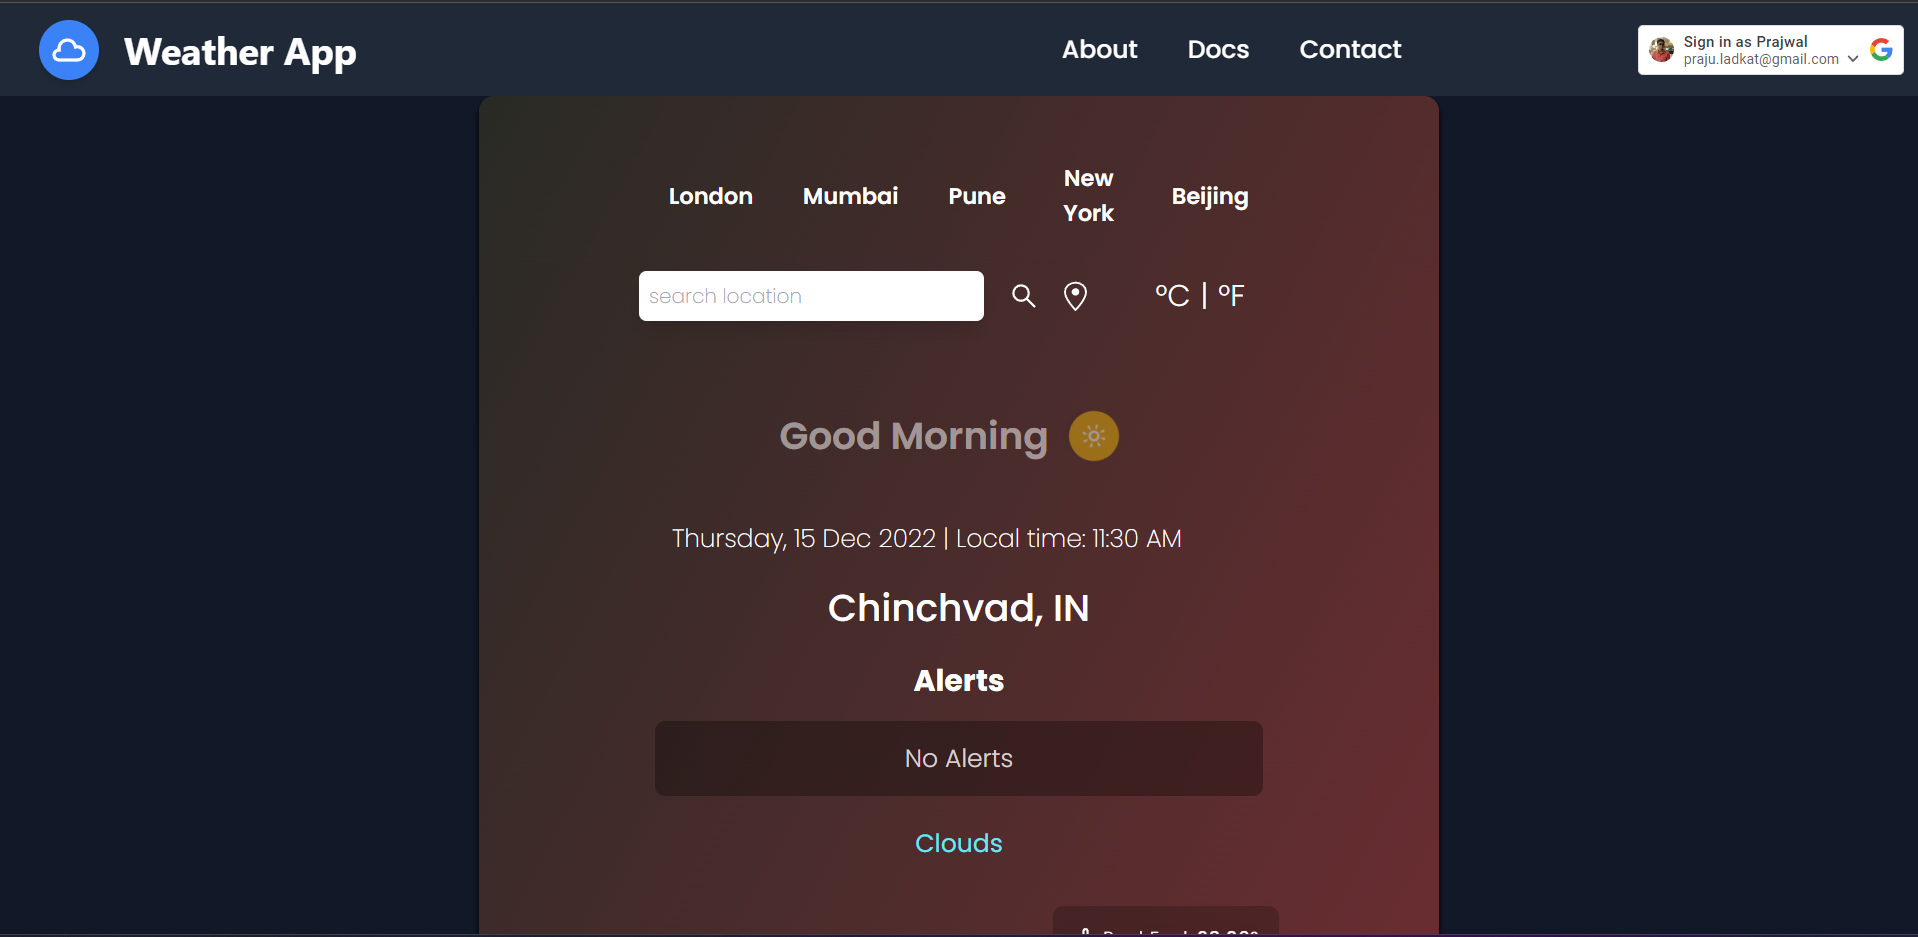 Weather App
About Docs Contact
Sign in as Prajwal
praju.ladkat@gmail.com
London Mumbai Pune New York Beijing
search location
°C | °F
Good Morning
Thursday, 15 Dec 2022 | Local time: 11:30 AM
Chinchvad, IN
Alerts
No Alerts
Clouds